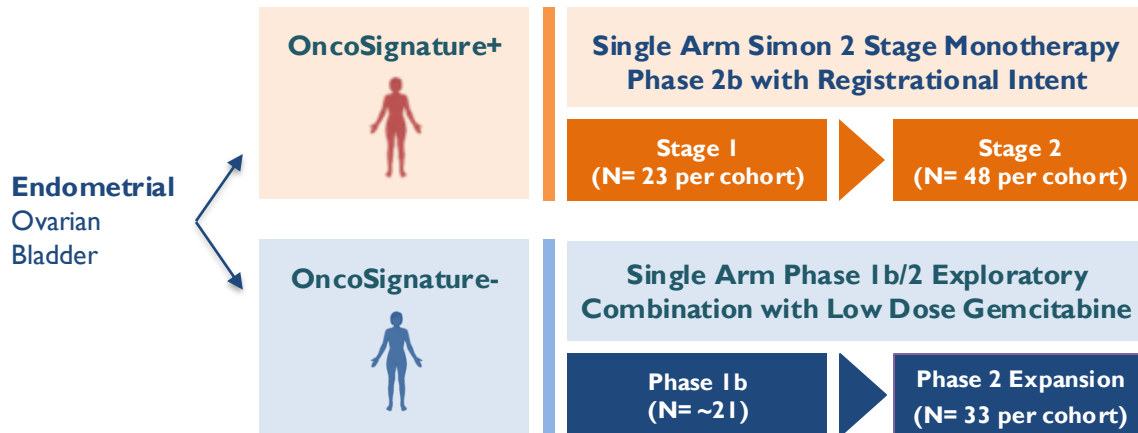 Endometrial
Ovarian
Bladder
OncoSignature+
Single Arm Simon 2 Stage Monotherapy
Phase 2b with Registrational Intent
Stage 1
(N= 23 per cohort)
Stage 2
(N= 48 per cohort)
OncoSignature-
Single Arm Phase 1b/2 Exploratory
Combination with Low Dose Gemcitabine
Phase 1b
(N= ~21)
Phase 2 Expansion
(N= 33 per cohort)